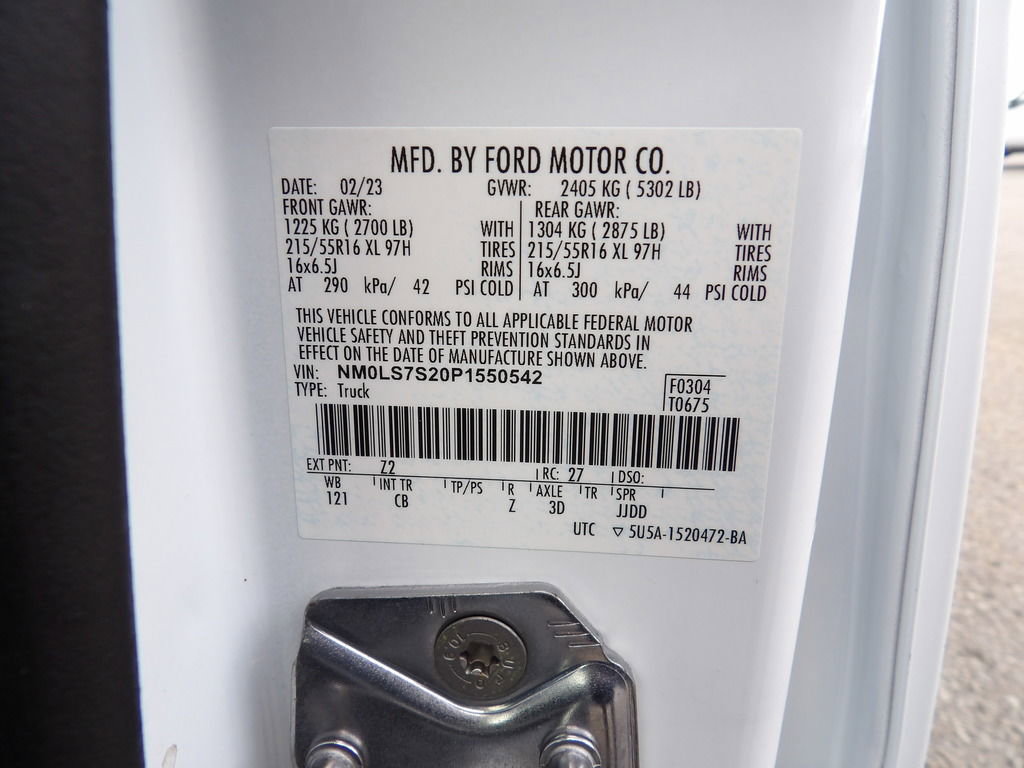 MFD. BY FORD MOTOR CO.
DATE: 02/23 GVWR: 2405 KG ( 5302 LB)
FRONT GAWR: REAR GAWR:
1225 KG ( 2700 LB) WITH 1304 KG ( 2875 LB) WITH
215/55R16 XL 97H TIRES 215/55R16 XL 97H TIRES
16x6.5J RIMS 16x6.5J RIMS
AT 290 kPa/ 42 PSI COLD AT 300 kPa/ 44 PSI COLD
THIS VEHICLE CONFORMS TO ALL APPLICABLE FEDERAL MOTOR
VEHICLE SAFETY AND THEFT PREVENTION STANDARDS IN
EFFECT ON THE DATE OF MANUFACTURE SHOWN ABOVE.
VIN: NM0LS7S20P1550542
TYPE: Truck
F0304
T0675
EXT PNT: Z2 RC: 27 DSO:
WB INT TR TP/PS R AXLE TR SPR
121 CB Z 3D JJDD
UTC ▽ 5U5A-1520472-BA